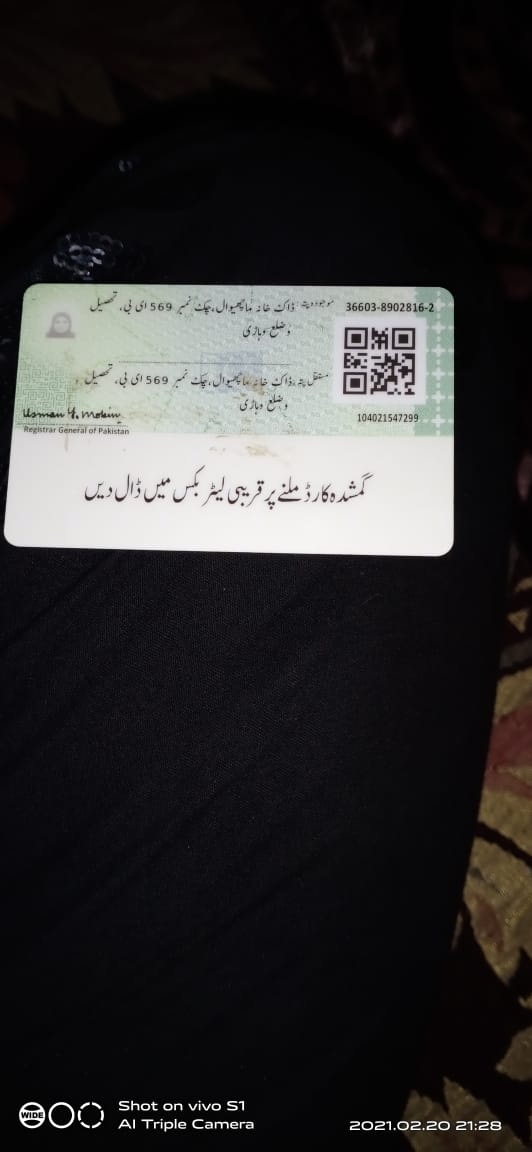 موجودہ پتہ: ڈاک خانہ ماچھیوال، چک نمبر 569 ای بی، تحصیل
و ضلع وہاڑی
36603-8902816-2
مستقل پتہ: ڈاک خانہ ماچھیوال، چک نمبر 569 ای بی، تحصیل
و ضلع وہاڑی
104021547299
Usman Y. Mobin
Registrar General of Pakistan
گمشدہ کارڈ ملنے پر قریبی لیٹر بکس میں ڈال دیں
WIDE
Shot on vivo S1
AI Triple Camera
2021.02.20 21:28